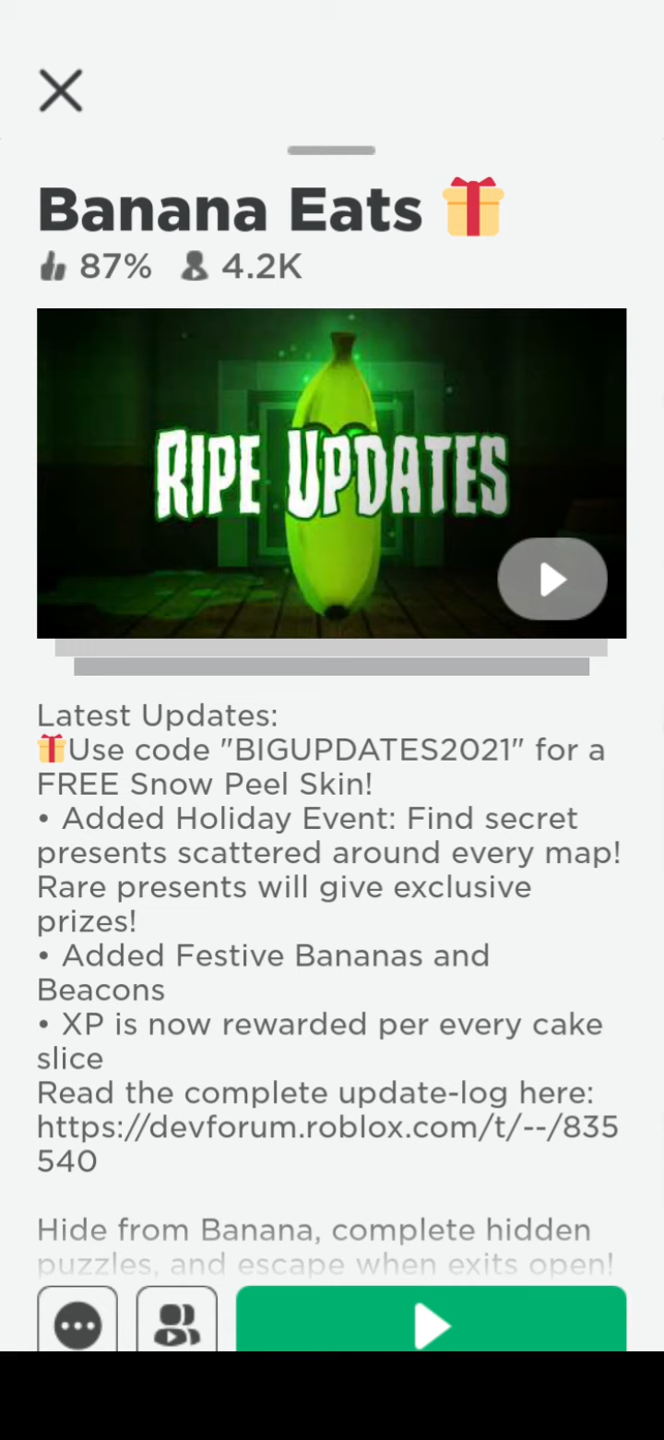 Banana Eats 🎁
87% 4.2K
RIPE UPDATES
Latest Updates:
🎁Use code "BIGUPDATES2021" for a
FREE Snow Peel Skin!
• Added Holiday Event: Find secret
presents scattered around every map!
Rare presents will give exclusive
prizes!
• Added Festive Bananas and
Beacons
• XP is now rewarded per every cake
slice
Read the complete update-log here:
https://devforum.roblox.com/t/--/835
540
Hide from Banana, complete hidden
puzzles, and escape when exits open!